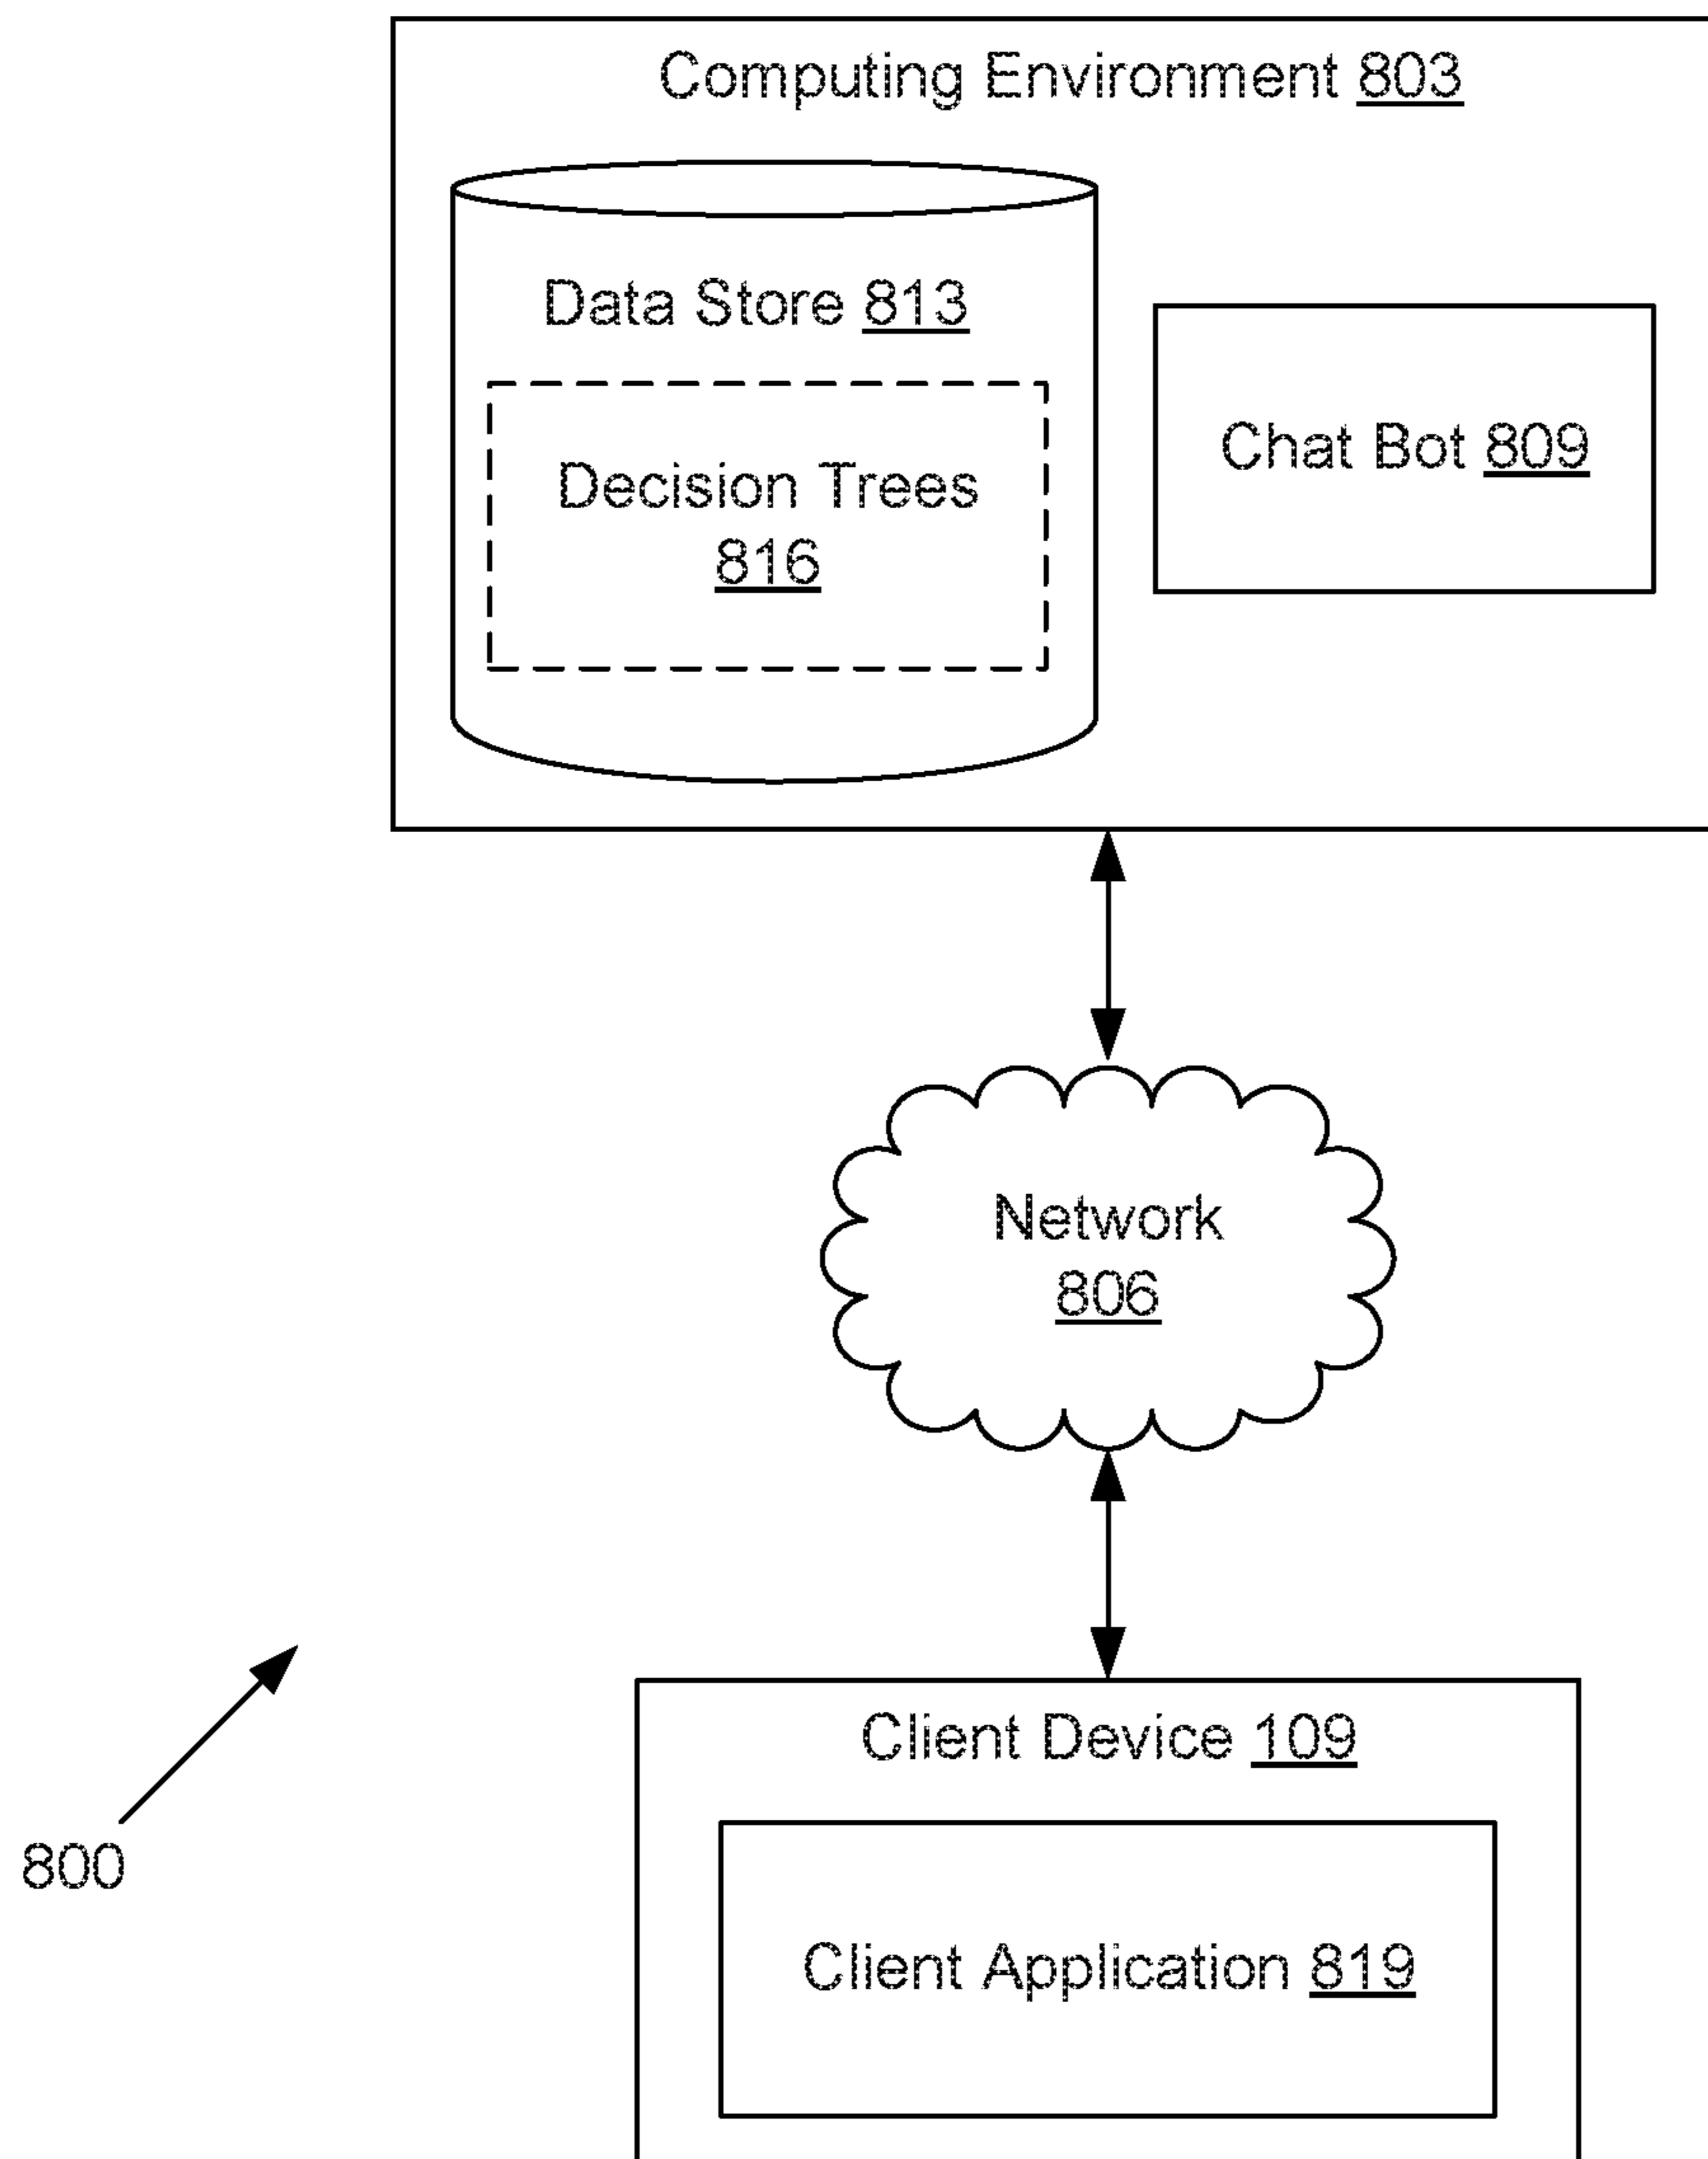 Computing Environment 803
Data Store 813
Chat Bot 809
Decision Trees
816
Network
806
Client Device 109
800
Client Application 819